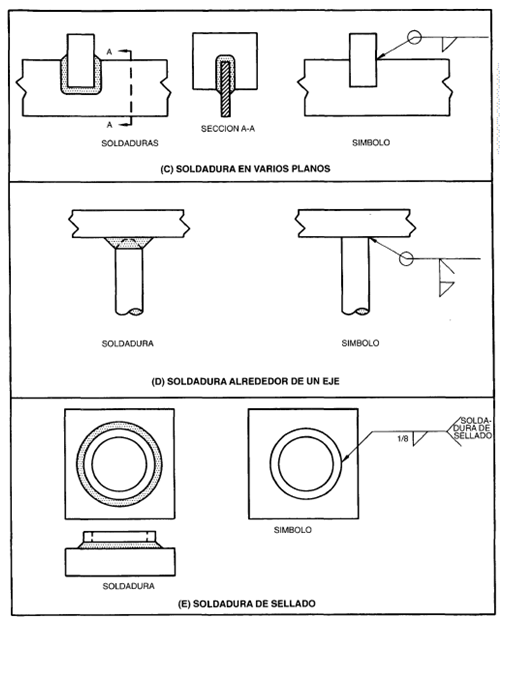 A
A
SOLDADURAS
SECCION A-A
SIMBOLO
(C) SOLDADURA EN VARIOS PLANOS
SOLDADURA
SIMBOLO
(D) SOLDADURA ALREDEDOR DE UN EJE
1/8
SOLDA-
DURA DE
SELLADO
SIMBOLO
SOLDADURA
(E) SOLDADURA DE SELLADO